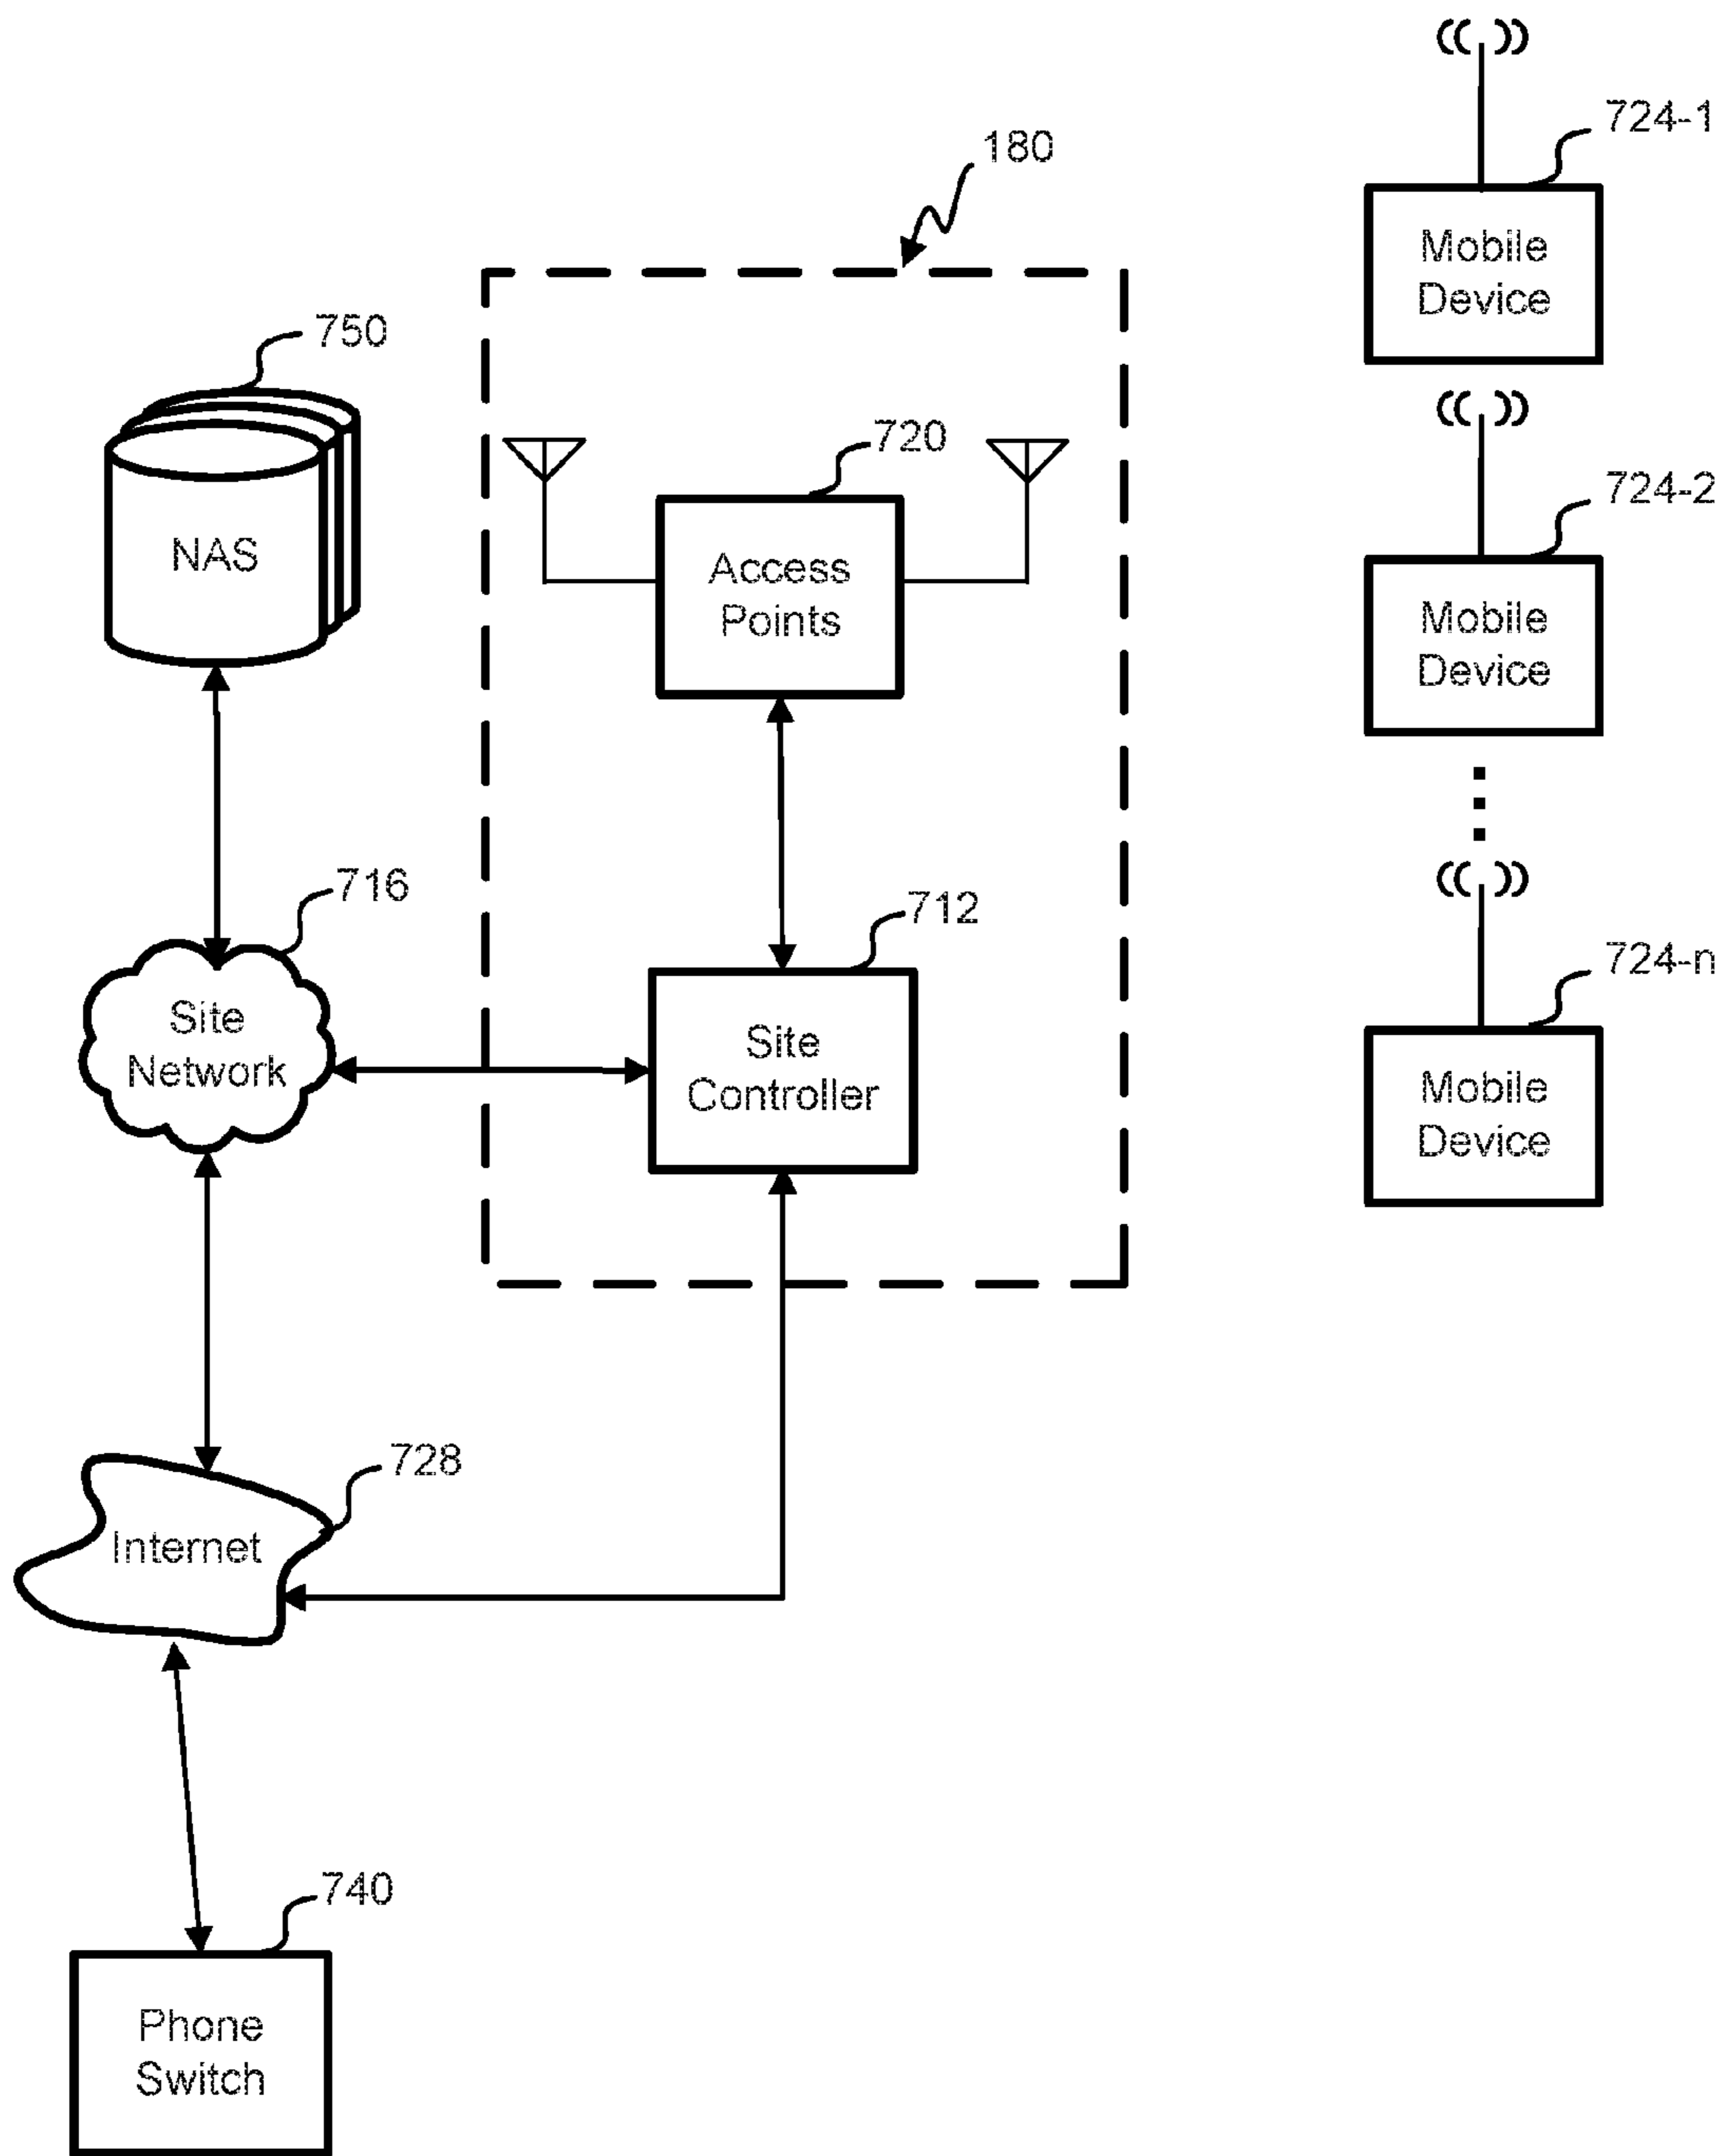 724-1
180
Mobile
Device
750
720
724-2
NAS
Access
Points
Mobile
Device
716
712
724-n
Site
Network
Site
Controller
Mobile
Device
728
Internet
740
Phone
Switch